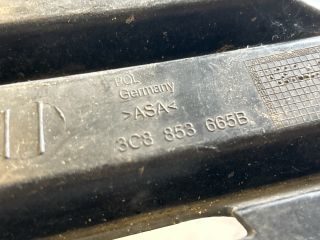 POL
Germany
>ASA<
3C8 853 665B